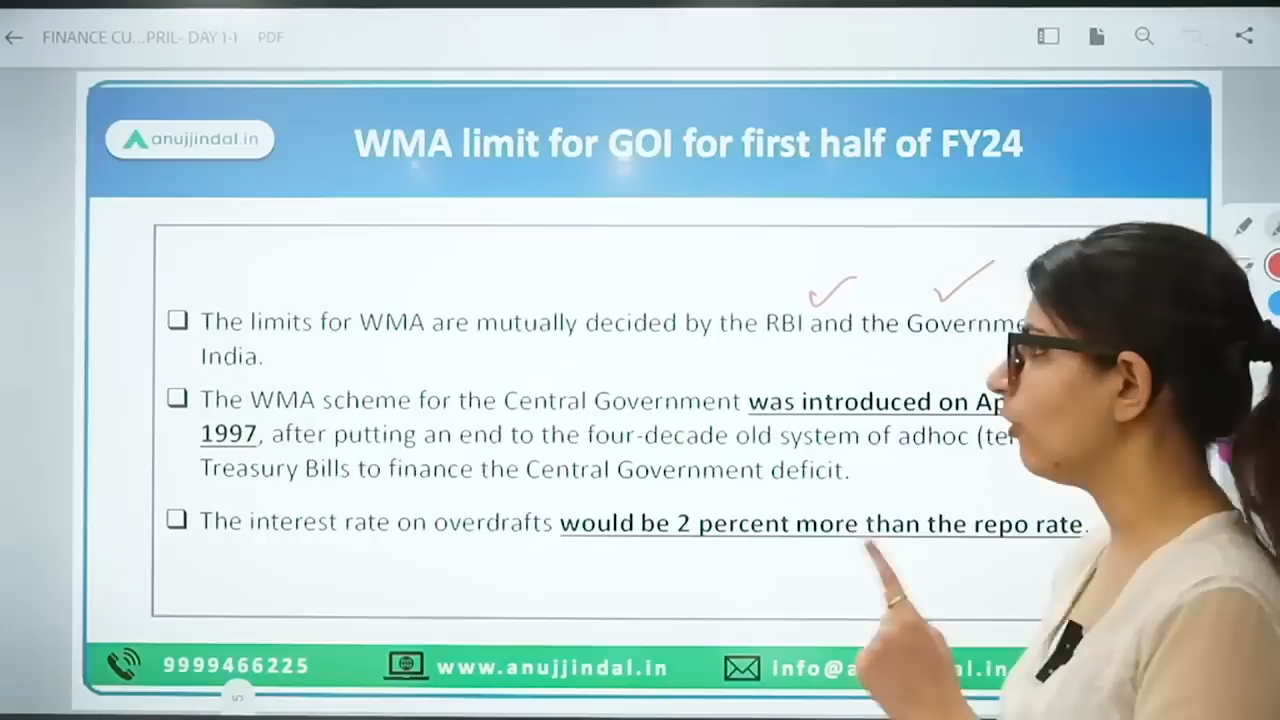 FINANCE CU...PRIL- DAY 1-1 PDF
anujjindal.in
WMA limit for GOI for first half of FY24
The limits for WMA are mutually decided by the RBI and the
India.
The WMA scheme for the Central Government was introduced on
1997, after putting an end to the four-decade old system of adhoc
Treasury Bills to finance the Central Government deficit.
The interest rate on overdrafts would be 2 percent more than the repo rate.
9999466225 www.anujjindal.in
5